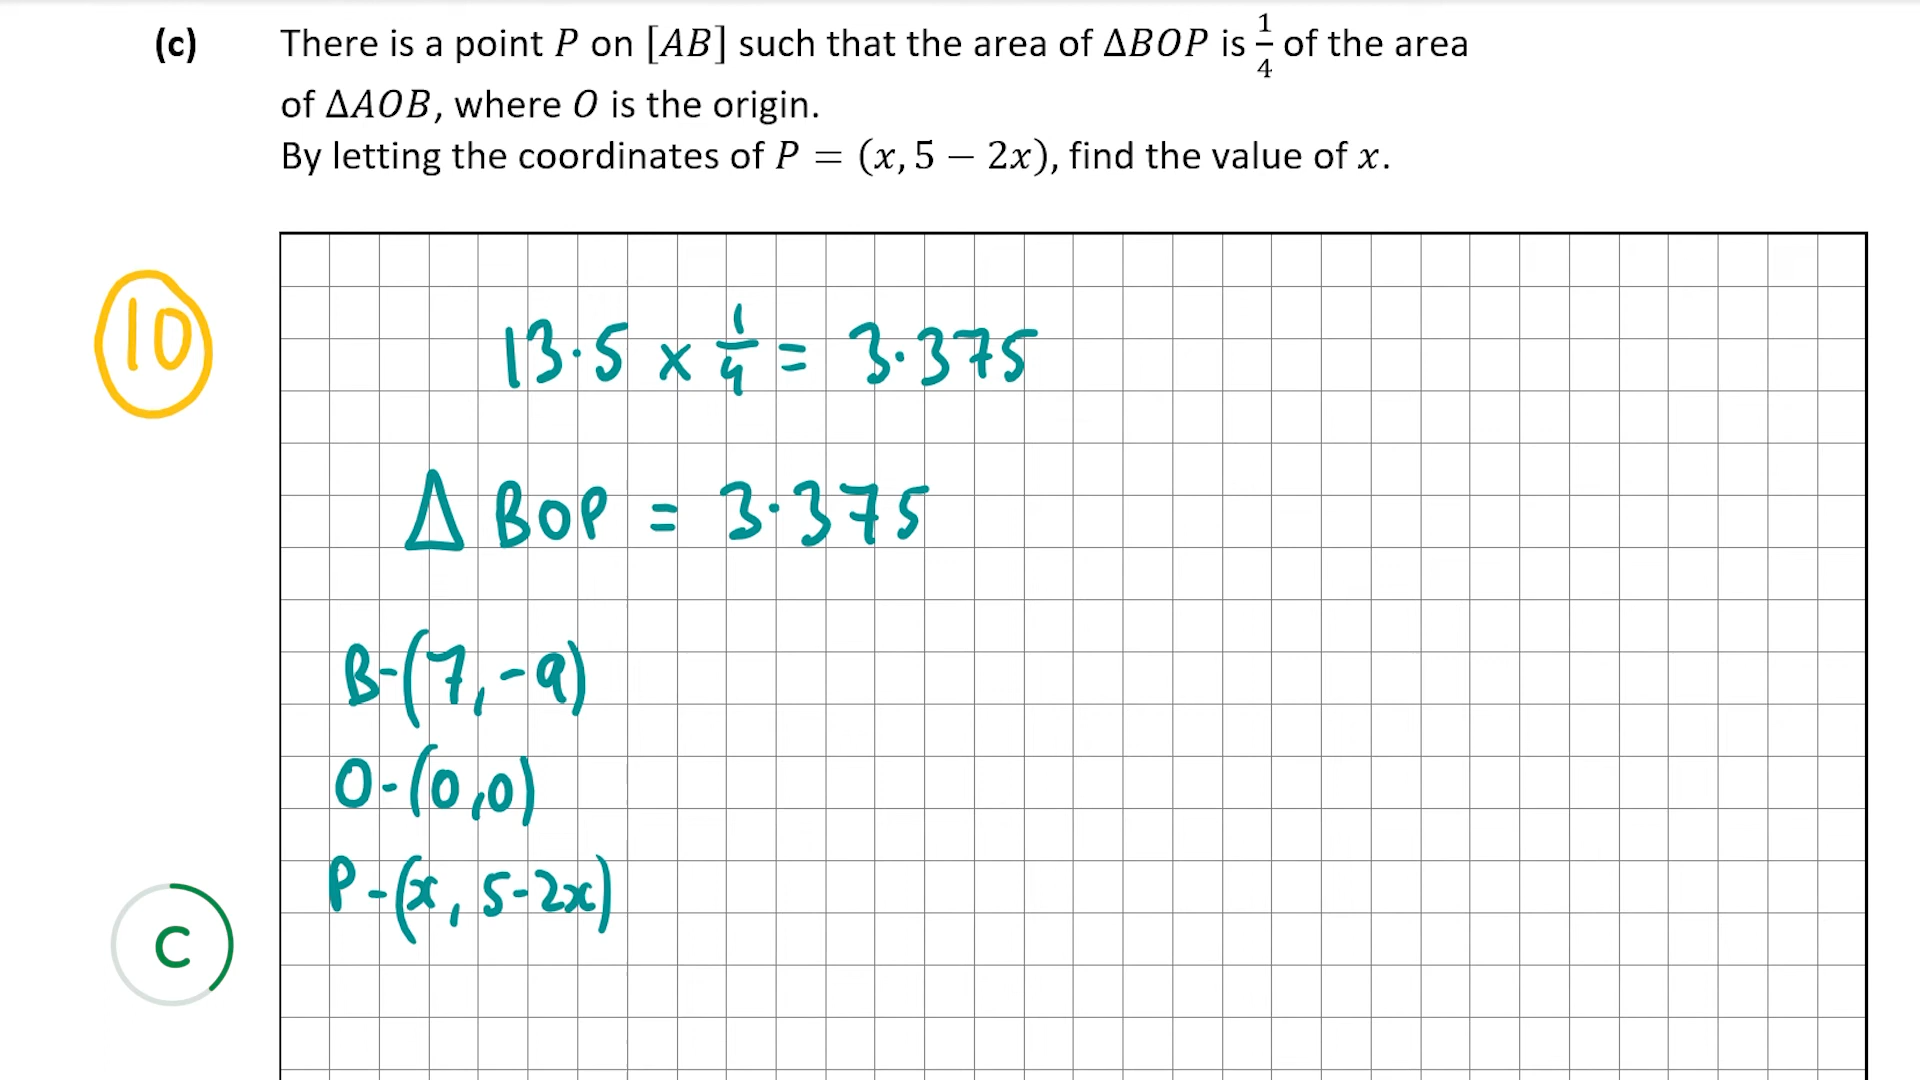 (c) There is a point P on [AB] such that the area of ΔBOP is 1/4 of the area
of ΔAOB, where O is the origin.
By letting the coordinates of P = (x, 5 − 2x), find the value of x.
10
13.5 x 1/4 = 3.375
Δ BOP = 3.375
B-(7,-9)
O-(0,0)
P-(x, 5-2x)
C